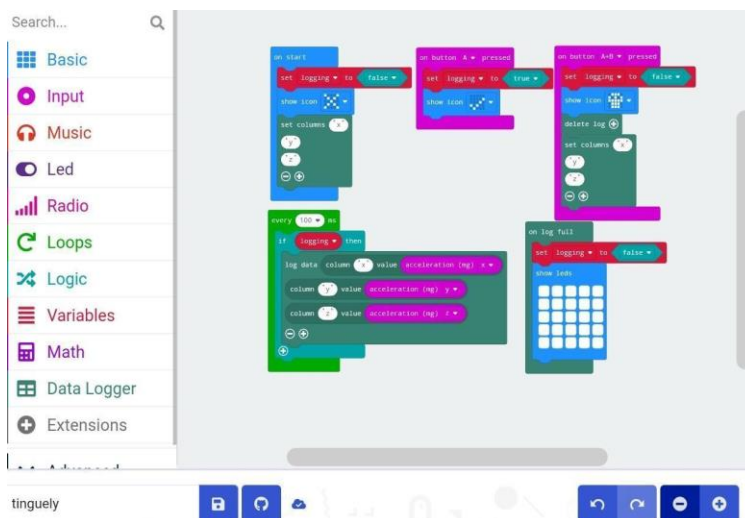 Search...
Basic
Input
Music
Led
Radio
Loops
Logic
Variables
Math
Data Logger
Extensions
Advanced
tinguely
on start
set logging to false
show icon
set columns "x"
"y"
"z"
on button A pressed
set logging to true
show icon
on button A+B pressed
set logging to false
show icon
delete log
set columns "x"
"y"
"z"
every 100 ms
if logging then
log data column "x" value acceleration (mg) x
column "y" value acceleration (mg) y
column "z" value acceleration (mg) z
on log full
set logging to false
show leds